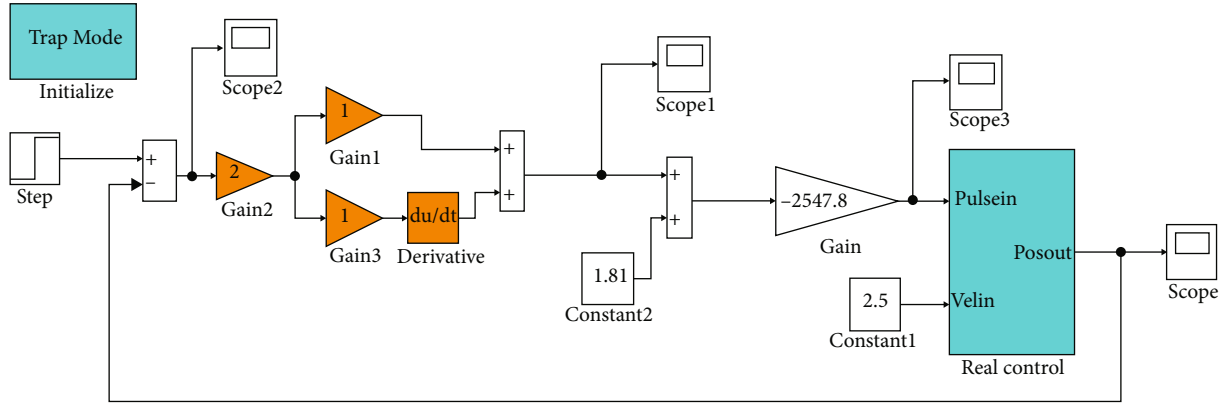 Trap Mode
Initialize
Scope2
Scope1
Scope3
Step
+
−
2
Gain2
1
Gain1
1
Gain3
du/dt
Derivative
+
+
+
+
1.81
Constant2
−2547.8
Gain
2.5
Constant1
Pulsein
Posout
Velin
Real control
Scope